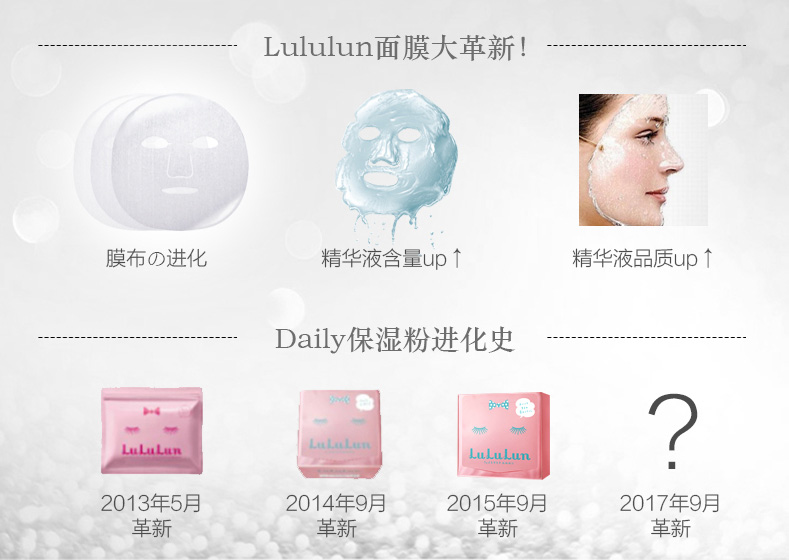 Lululun面膜大革新！
膜布の进化
精华液含量up↑
精华液品质up↑
Daily保湿粉进化史
LuLuLun
LuLuLun
LuLuLun
?
2013年5月
革新
2014年9月
革新
2015年9月
革新
2017年9月
革新